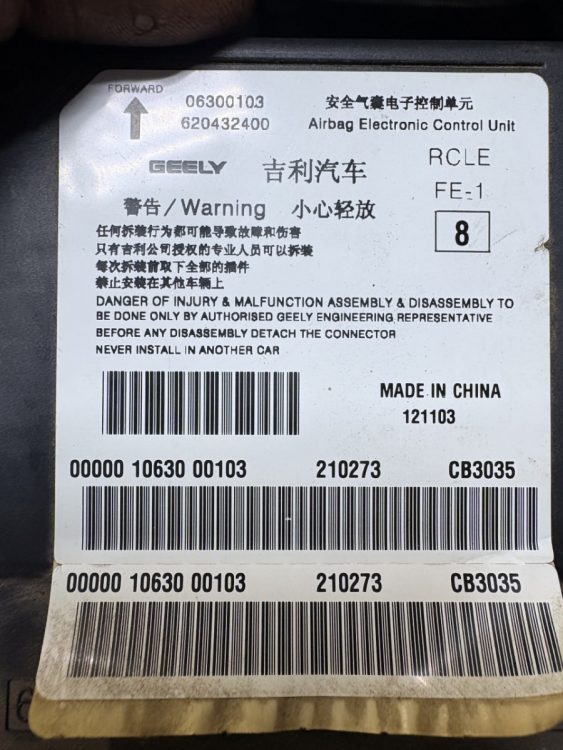 FORWARD
06300103
620432400
安全气囊电子控制单元
Airbag Electronic Control Unit
GEELY 吉利汽车
RCLE
FE-1
8
警告/Warning 小心轻放
任何拆装行为都可能导致故障和伤害
只有吉利公司授权的专业人员可以拆装
每次拆装前取下全部的插件
禁止安装在其他车辆上
DANGER OF INJURY & MALFUNCTION ASSEMBLY & DISASSEMBLY TO
BE DONE ONLY BY AUTHORISED GEELY ENGINEERING REPRESENTATIVE
BEFORE ANY DISASSEMBLY DETACH THE CONNECTOR
NEVER INSTALL IN ANOTHER CAR
MADE IN CHINA
121103
00000 10630 00103 210273 CB3035
00000 10630 00103 210273 CB3035